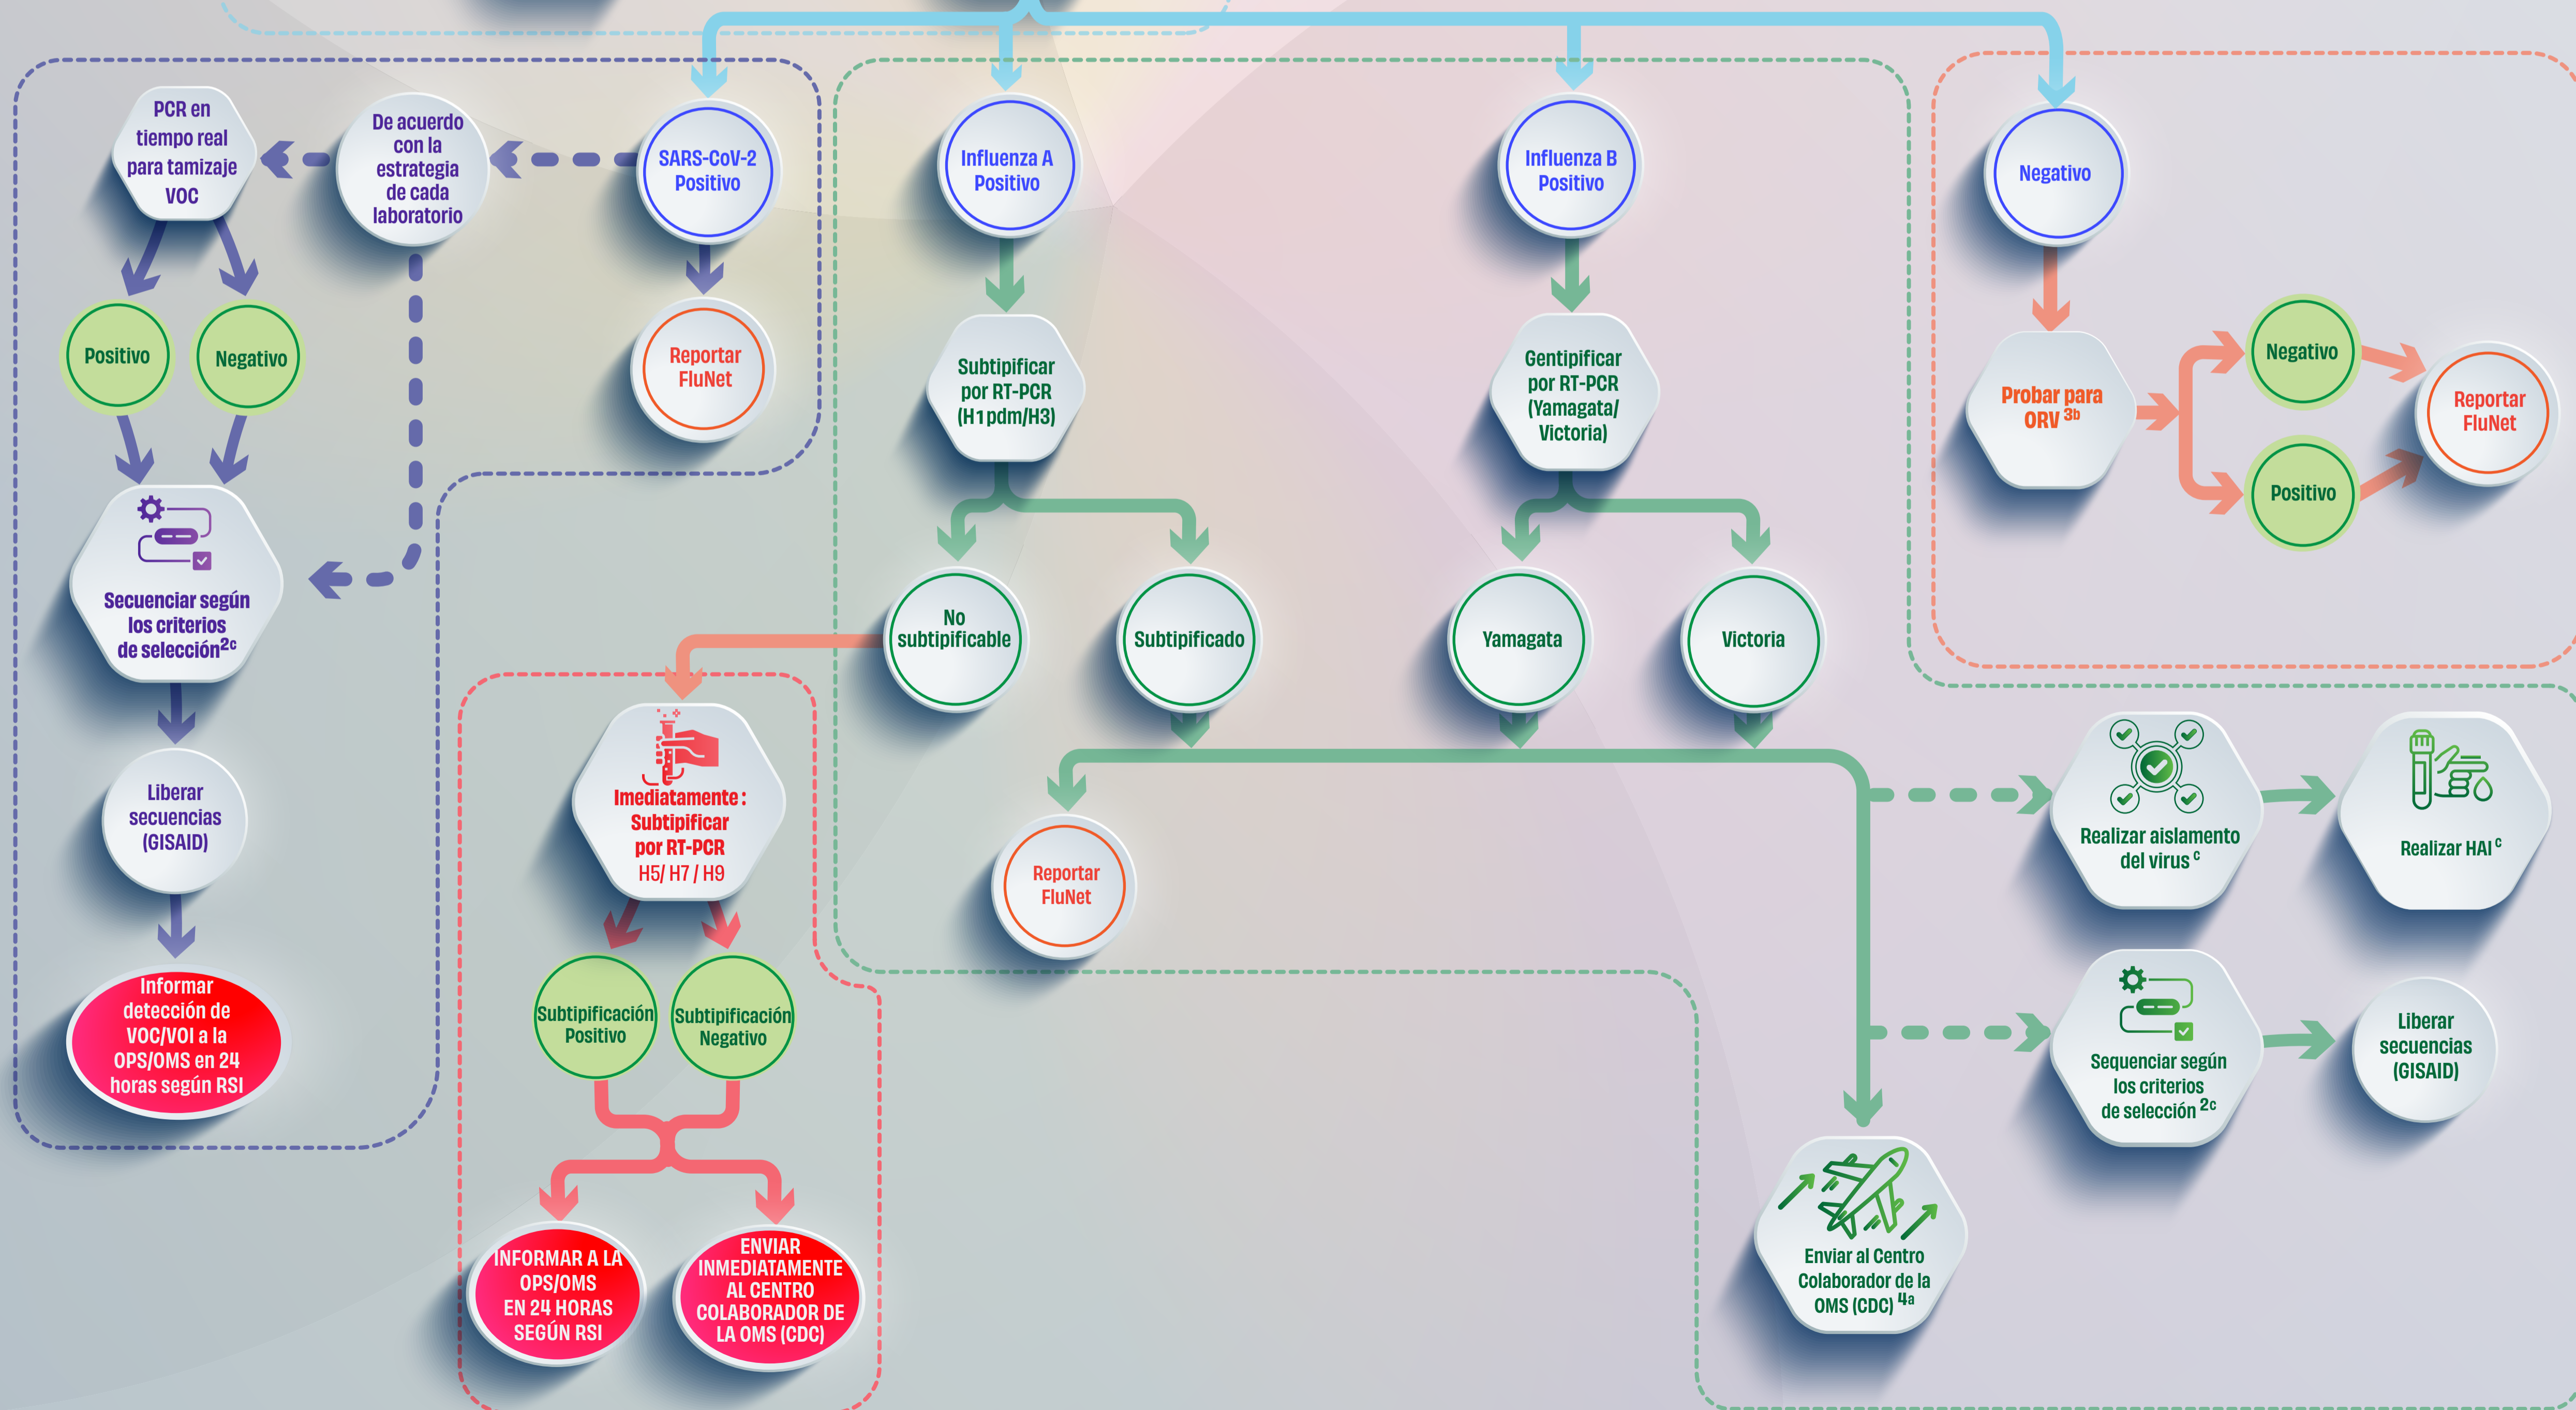 PCR en
tiempo real
para tamizaje
VOC
De acuerdo
con la
estrategia
de cada
laboratorio
SARS-CoV-2
Positivo
Influenza A
Positivo
Influenza B
Positivo
Negativo
Positivo
Negativo
Reportar
FluNet
Subtipificar
por RT-PCR
(H1pdm/H3)
Gentipificar
por RT-PCR
(Yamagata/
Victoria)
Probar para
ORV 3b
Negativo
Positivo
Reportar
FluNet
Secuenciar según
los criterios
de selección2c
No
subtipificable
Subtipificado
Yamagata
Victoria
Liberar
secuencias
(GISAID)
Imediatamente :
Subtipificar
por RT-PCR
H5/ H7 / H9
Reportar
FluNet
Realizar aislamento
del virus c
Realizar HAI c
Informar
detección de
VOC/VOI a la
OPS/OMS en 24
horas según RSI
Subtipificación
Positivo
Subtipificación
Negativo
Sequenciar según
los criterios
de selección 2c
Liberar
secuencias
(GISAID)
INFORMAR A LA
OPS/OMS
EN 24 HORAS
SEGÚN RSI
ENVIAR
INMEDIATAMENTE
AL CENTRO
COLABORADOR DE
LA OMS (CDC)
Enviar al Centro
Colaborador de la
OMS (CDC) 4a